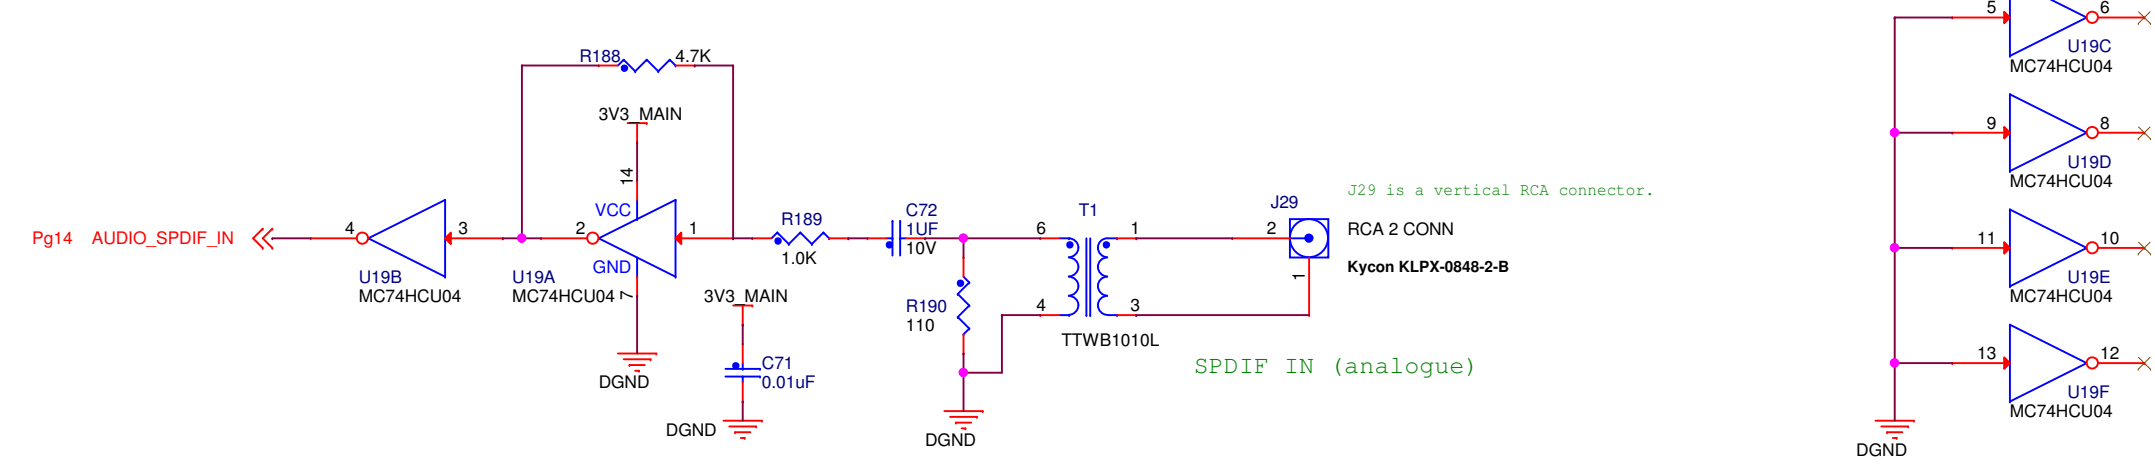 R188 4.7K
3V3_MAIN
14
VCC
Pg14 AUDIO_SPDIF_IN
4
3
2
1
GND
7
U19B
MC74HCU04
U19A
MC74HCU04
DGND
R189
1.0K
3V3_MAIN
C71
0.01uF
DGND
C72
1UF
10V
R190
110
DGND
6
4
T1
1
3
TTWB1010L
J29
2
1
J29 is a vertical RCA connector.
RCA 2 CONN
Kycon KLPX-0848-2-B
SPDIF IN (analogue)
5
6
U19C
MC74HCU04
9
8
U19D
MC74HCU04
11
10
U19E
MC74HCU04
13
12
U19F
MC74HCU04
DGND